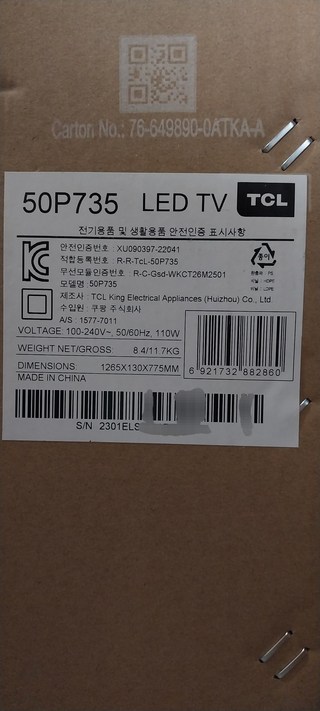 Carton No.: 76-649890-0ATKA-A
50P735 LED TV TCL
전기용품 및 생활용품 안전인증 표시사항
안전인증번호 : XU090397-22041
적합등록번호 : R-R-TcL-50P735
무선모듈인증번호 : R-C-Gsd-WKCT26M2501
모델명칭 : 50P735
제조사 : TCL King Electrical Appliances (Huizhou) Co., Ltd.
수입원 : 쿠팡 주식회사
A/S 1577-7011
종이
VOLTAGE: 100-240V~, 50/60Hz, 110W
WEIGHT NET/GROSS: 8.4/11.7KG
DIMENSIONS: 1265X130X775MM
MADE IN CHINA
6 921732 882860
S/N 2301ELS